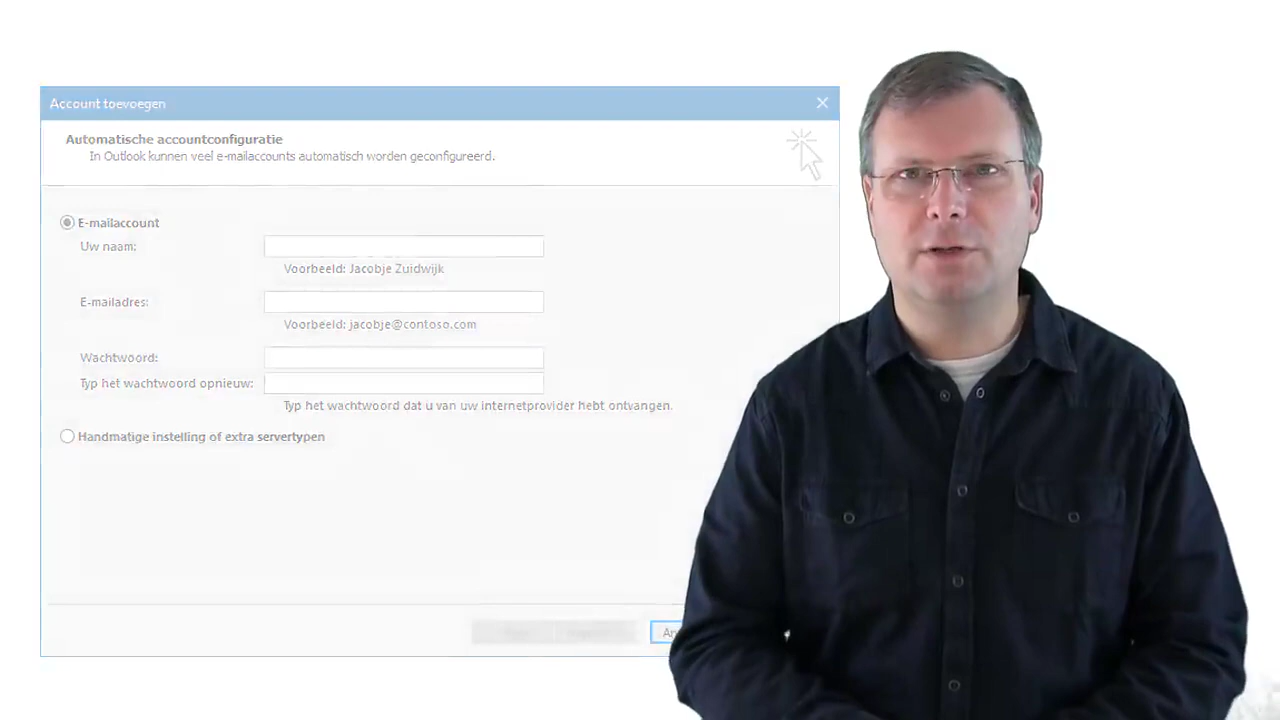 Account toevoegen
Automatische accountconfiguratie
In Outlook kunnen veel e-mailaccounts automatisch worden geconfigureerd.
E-mailaccount
Uw naam:
Voorbeeld: Jacobje Zuidwijk
E-mailadres:
Voorbeeld: jacobje@contoso.com
Wachtwoord:
Typ het wachtwoord opnieuw:
Typ het wachtwoord dat u van uw internetprovider hebt ontvangen.
Handmatige instelling of extra servertypen